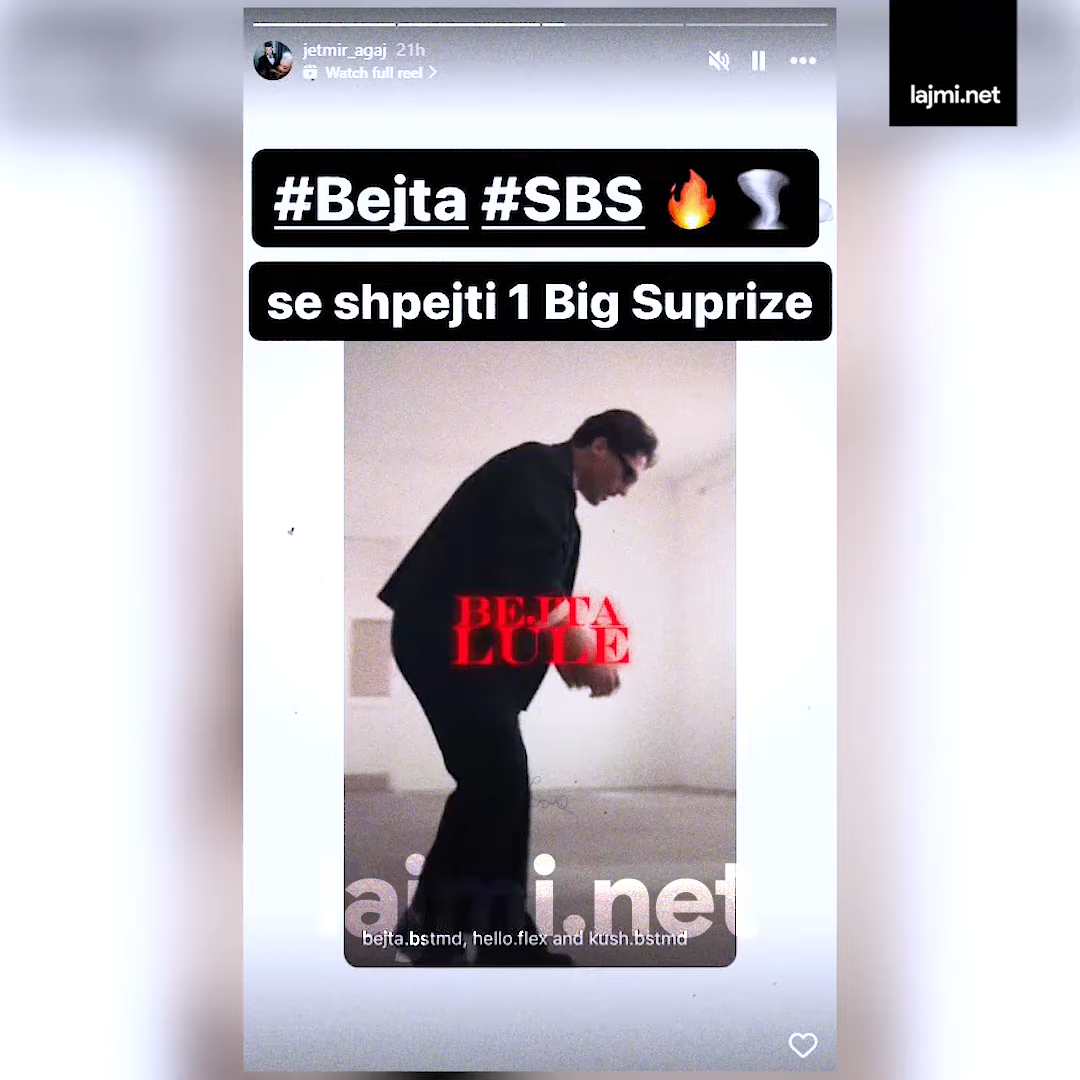 jetmir_agaj 21h
Watch full reel
lajmi.net
#Bejta #SBS 🔥 🌪️
se shpejti 1 Big Suprize
BEJTA
LULE
lajmi.net
bejta.bstmd, hello.flex and kush.bstmd